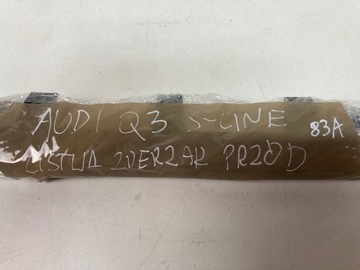 AUDI Q3 S-LINE 83A
LISTWA ZDERZAK PRZÓD